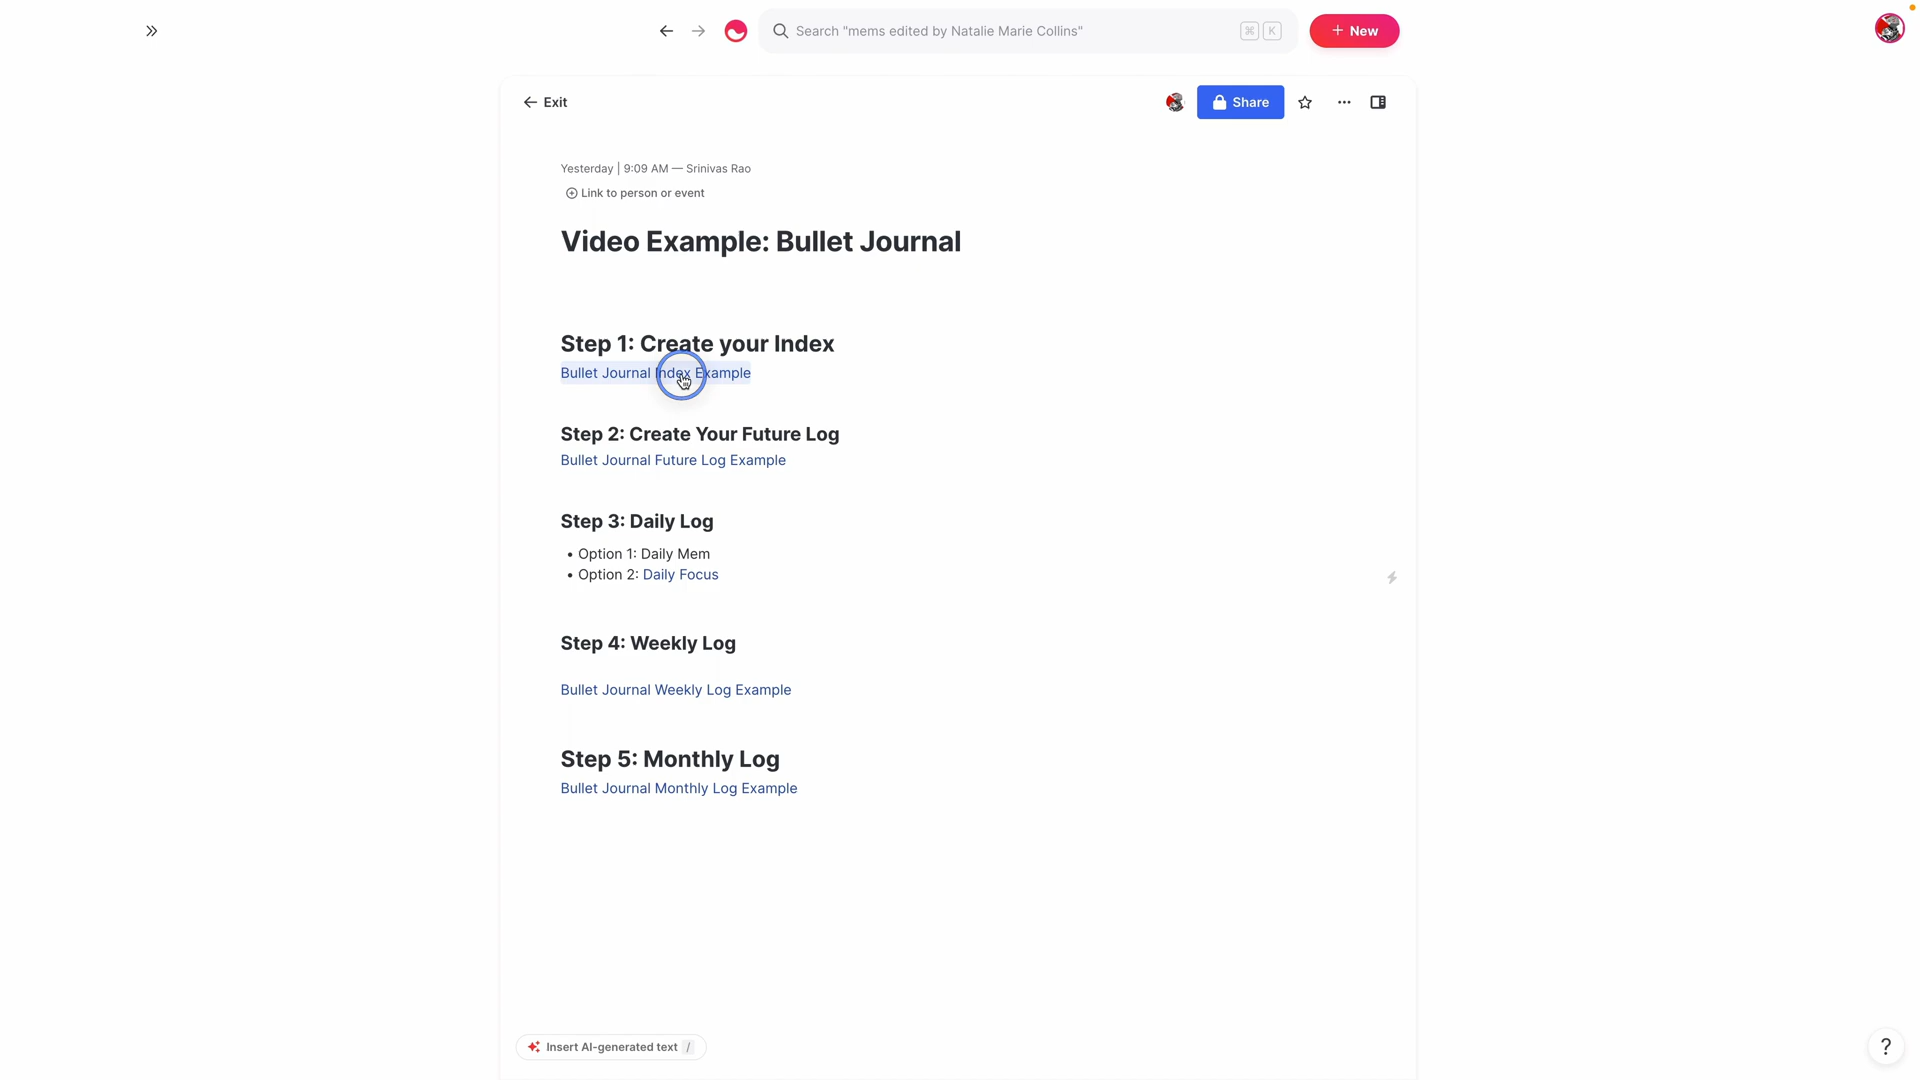 Search "mems edited by Natalie Marie Collins"
⌘ K
+ New
Exit
Share
Yesterday | 9:09 AM — Srinivas Rao
Link to person or event
Video Example: Bullet Journal
Step 1: Create your Index
Bullet Journal Index Example
Step 2: Create Your Future Log
Bullet Journal Future Log Example
Step 3: Daily Log
• Option 1: Daily Mem
• Option 2: Daily Focus
Step 4: Weekly Log
Bullet Journal Weekly Log Example
Step 5: Monthly Log
Bullet Journal Monthly Log Example
Insert AI-generated text /
?